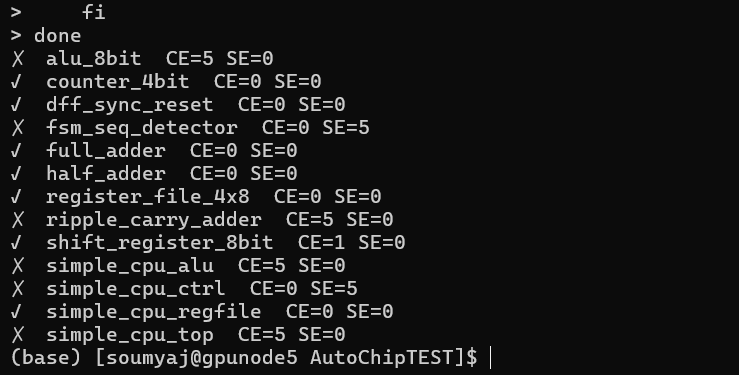 >     fi
> done
✗  alu_8bit  CE=5 SE=0
✓  counter_4bit  CE=0 SE=0
✓  dff_sync_reset  CE=0 SE=0
✗  fsm_seq_detector  CE=0 SE=5
✓  full_adder  CE=0 SE=0
✓  half_adder  CE=0 SE=0
✓  register_file_4x8  CE=0 SE=0
✗  ripple_carry_adder  CE=5 SE=0
✓  shift_register_8bit  CE=1 SE=0
✗  simple_cpu_alu  CE=5 SE=0
✗  simple_cpu_ctrl  CE=0 SE=5
✓  simple_cpu_regfile  CE=0 SE=0
✗  simple_cpu_top  CE=5 SE=0
(base) [soumyaj@gpunode5 AutoChipTEST]$